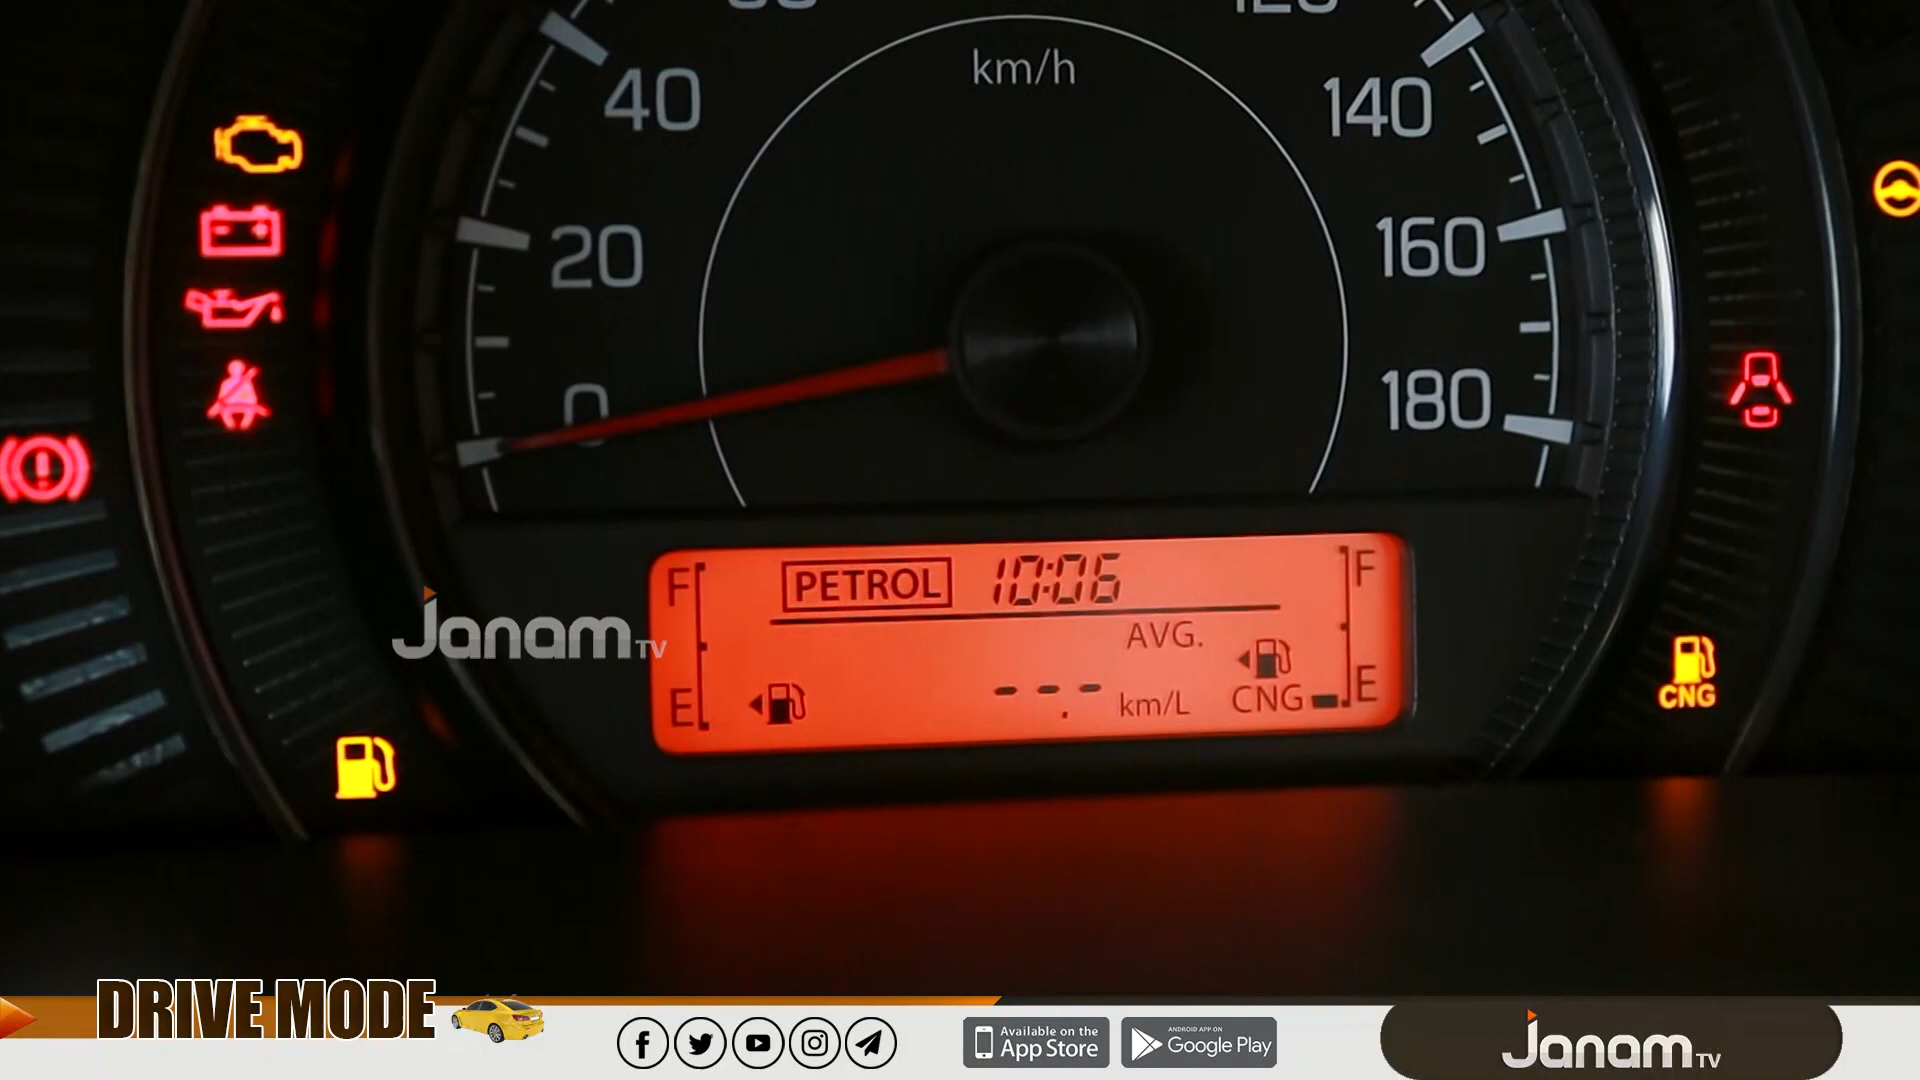 km/h
40
140
20
160
0
180
F
PETROL
10:06
F
AVG.
E
---
.
km/L
CNG
E
CNG
Janam TV
DRIVE MODE
Available on the
App Store
ANDROID APP ON
Google Play
Janam TV